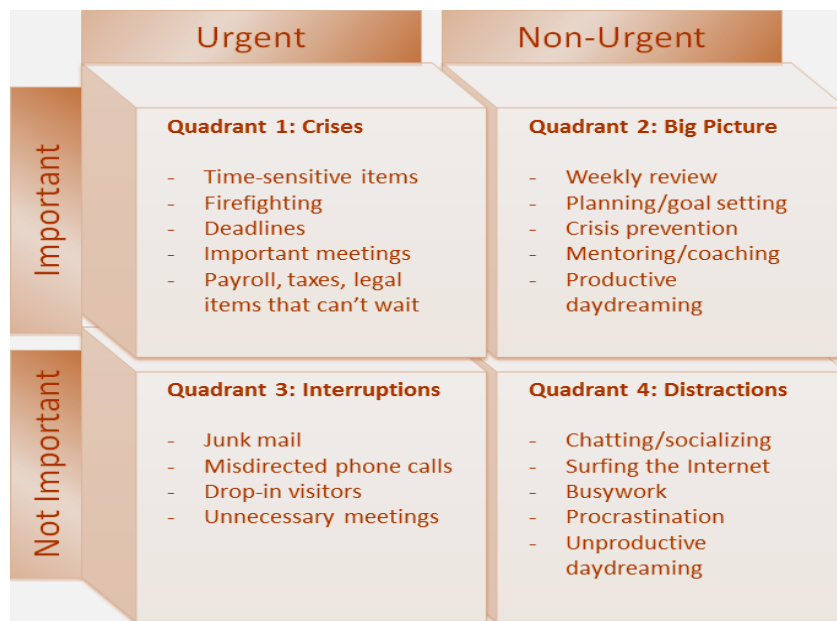 Urgent
Non-Urgent
Important
Quadrant 1: Crises
- Time-sensitive items
- Firefighting
- Deadlines
- Important meetings
- Payroll, taxes, legal
items that can't wait
Quadrant 2: Big Picture
- Weekly review
- Planning/goal setting
- Crisis prevention
- Mentoring/coaching
- Productive
daydreaming
Not Important
Quadrant 3: Interruptions
- Junk mail
- Misdirected phone calls
- Drop-in visitors
- Unnecessary meetings
Quadrant 4: Distractions
- Chatting/socializing
- Surfing the Internet
- Busywork
- Procrastination
- Unproductive
daydreaming